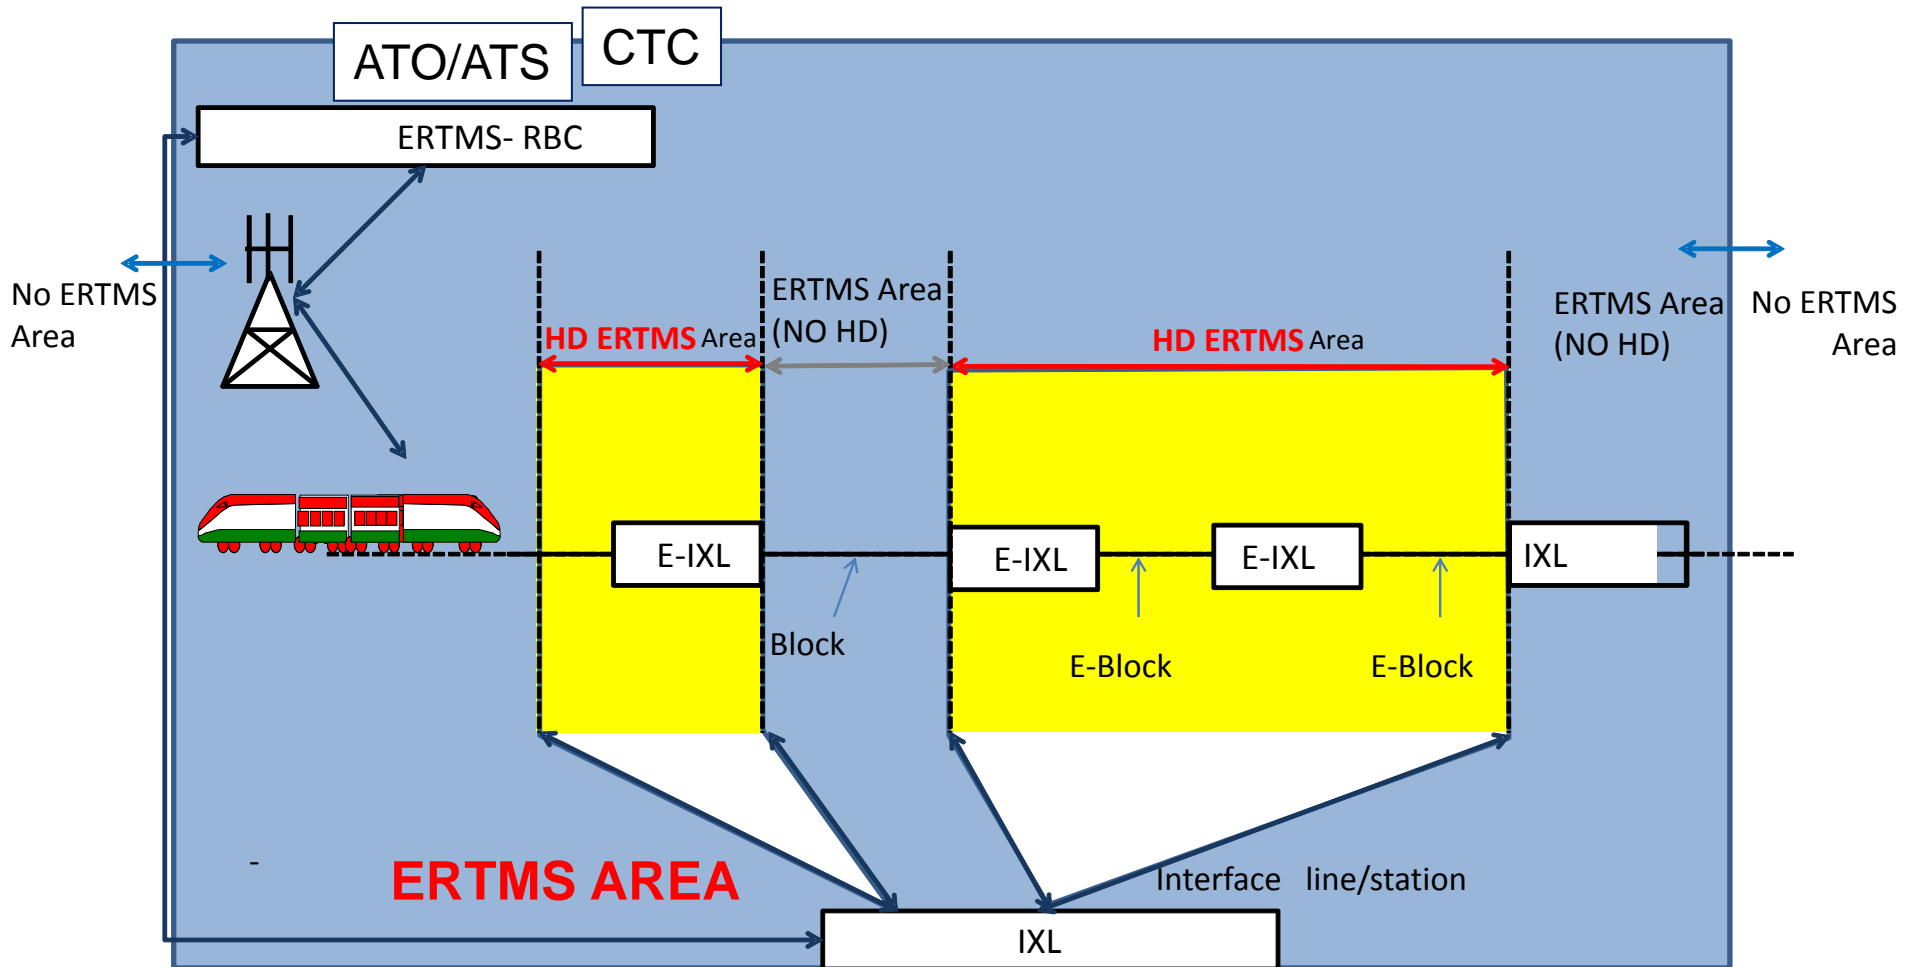 ATO/ATS
CTC
ERTMS- RBC
No ERTMS
Area
HD ERTMS Area
ERTMS Area
(NO HD)
HD ERTMS Area
ERTMS Area
(NO HD)
No ERTMS
Area
E-IXL
E-IXL
E-IXL
IXL
Block
E-Block
E-Block
-
ERTMS AREA
Interface line/station
IXL